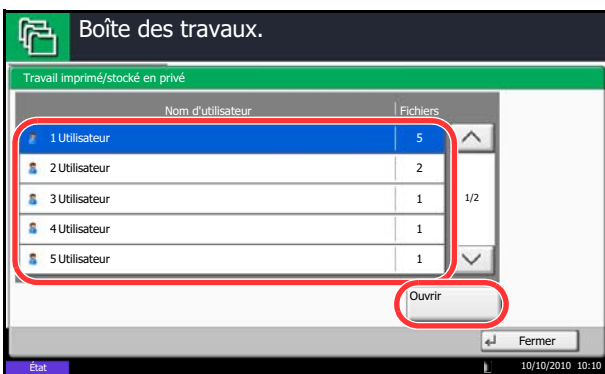 Boîte des travaux.
Travail imprimé/stocké en privé
Nom d'utilisateur Fichiers
1 Utilisateur 5
2 Utilisateur 2
3 Utilisateur 1
4 Utilisateur 1
5 Utilisateur 1
1/2
Ouvrir
Fermer
État 10/10/2010 10:10